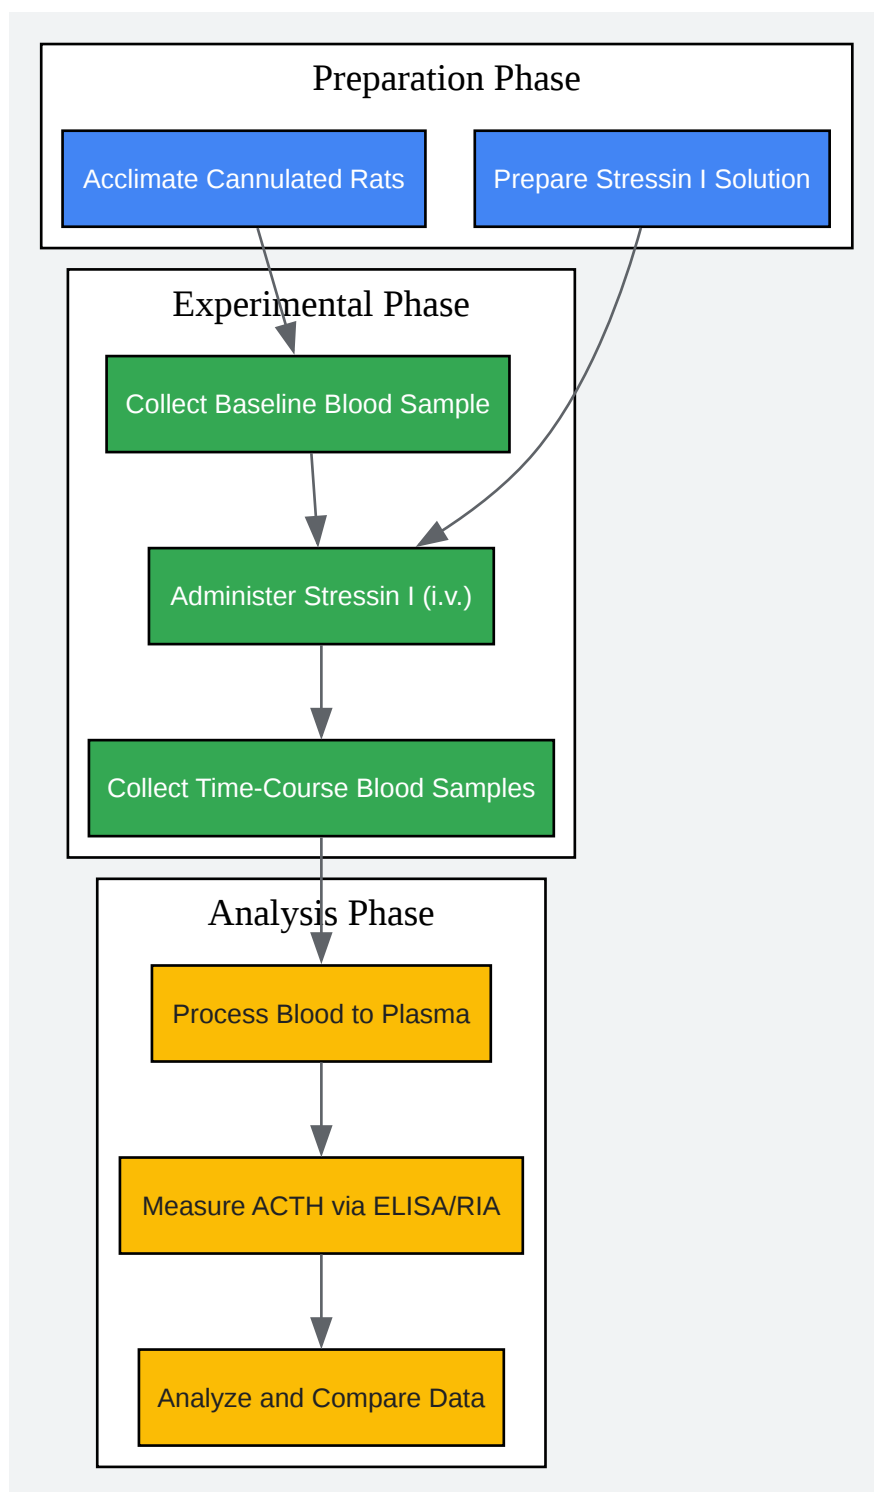 Preparation Phase
Acclimate Cannulated Rats
Prepare Stressin I Solution
Experimental Phase
Collect Baseline Blood Sample
Administer Stressin I (i.v.)
Collect Time-Course Blood Samples
Analysis Phase
Process Blood to Plasma
Measure ACTH via ELISA/RIA
Analyze and Compare Data